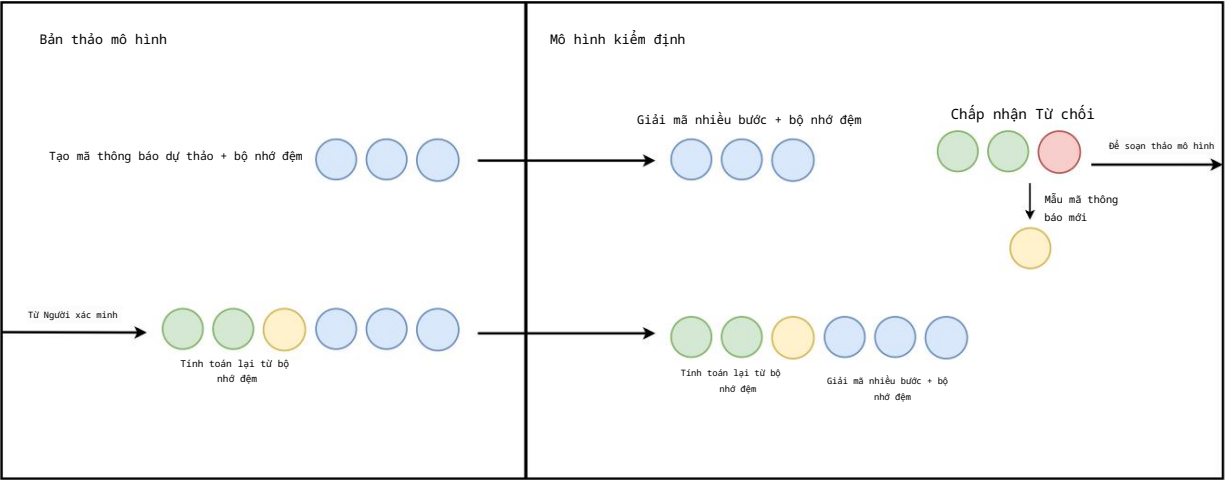 Bản thảo mô hình
Mô hình kiểm định
Tạo mã thông báo dự thảo + bộ nhớ đệm
Giải mã nhiều bước + bộ nhớ đệm
Chấp nhận Từ chối
Để soạn thảo mô hình
Mẫu mã thông
báo mới
Từ Người xác minh
Tính toán lại từ bộ
nhớ đệm
Tính toán lại từ bộ
nhớ đệm
Giải mã nhiều bước + bộ
nhớ đệm